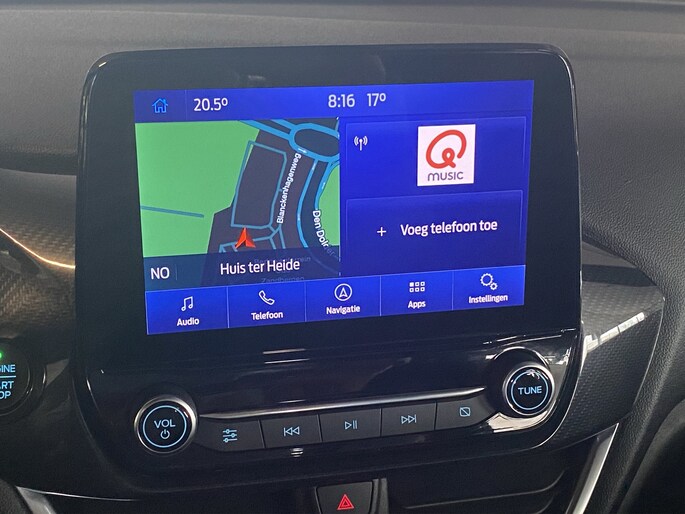 20.5°
8:16 17°
Q
MUSIC
+ Voeg telefoon toe
Blanckenhagenweg
Den Dolder
NO
Huis ter Heide
Audio
Telefoon
Navigatie
Apps
Instellingen
VOL
TUNE